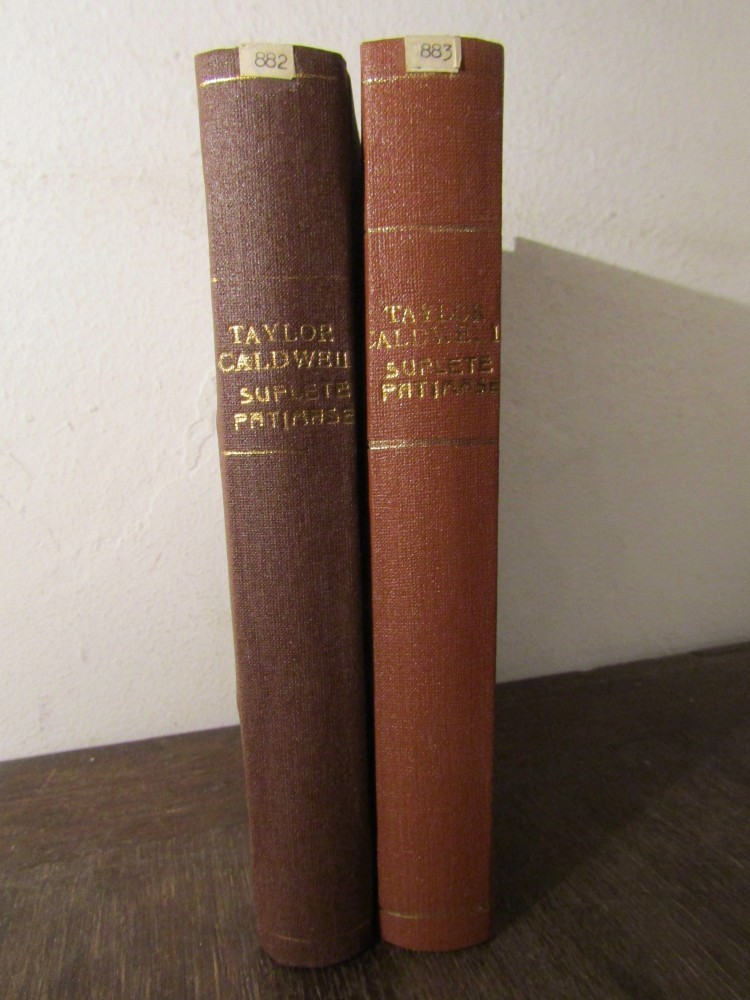 882
TAYLOR
CALDWEll
SUFLETE
PATIMASE
883
TAYLOR
CALDWELL
SUFLETE
PATIMASE